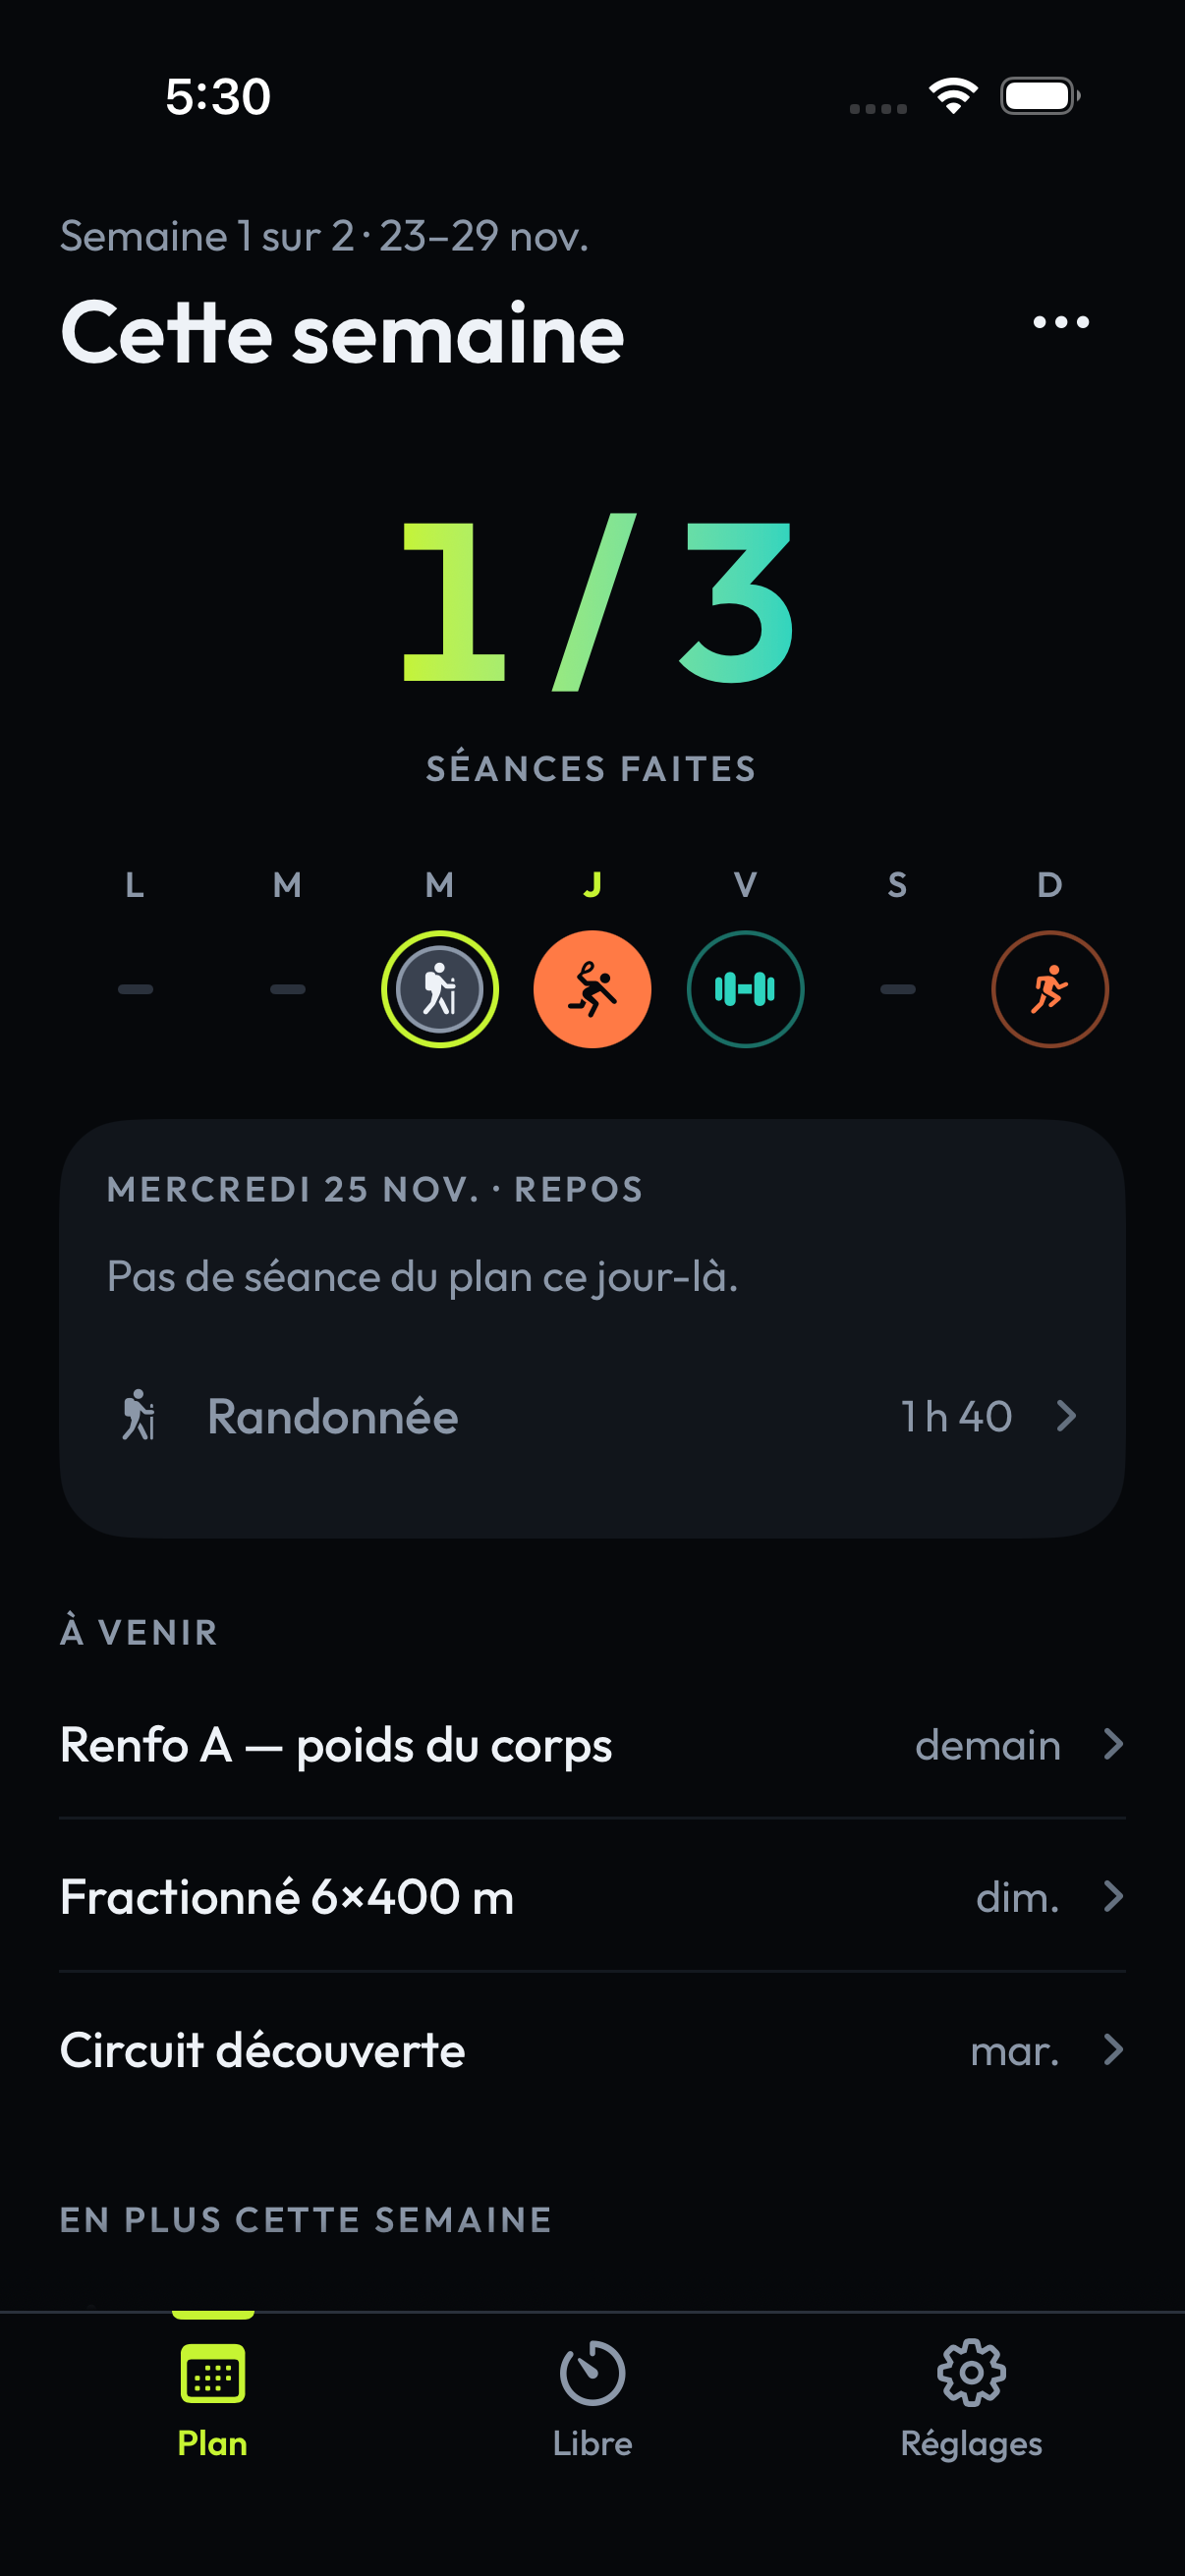 5:30
Semaine 1 sur 2 · 23–29 nov.
Cette semaine
1/3
SÉANCES FAITES
L M M J V S D
MERCREDI 25 NOV. · REPOS
Pas de séance du plan ce jour-là.
Randonnée 1 h 40
À VENIR
Renfo A — poids du corps demain
Fractionné 6×400 m dim.
Circuit découverte mar.
EN PLUS CETTE SEMAINE
Plan Libre Réglages